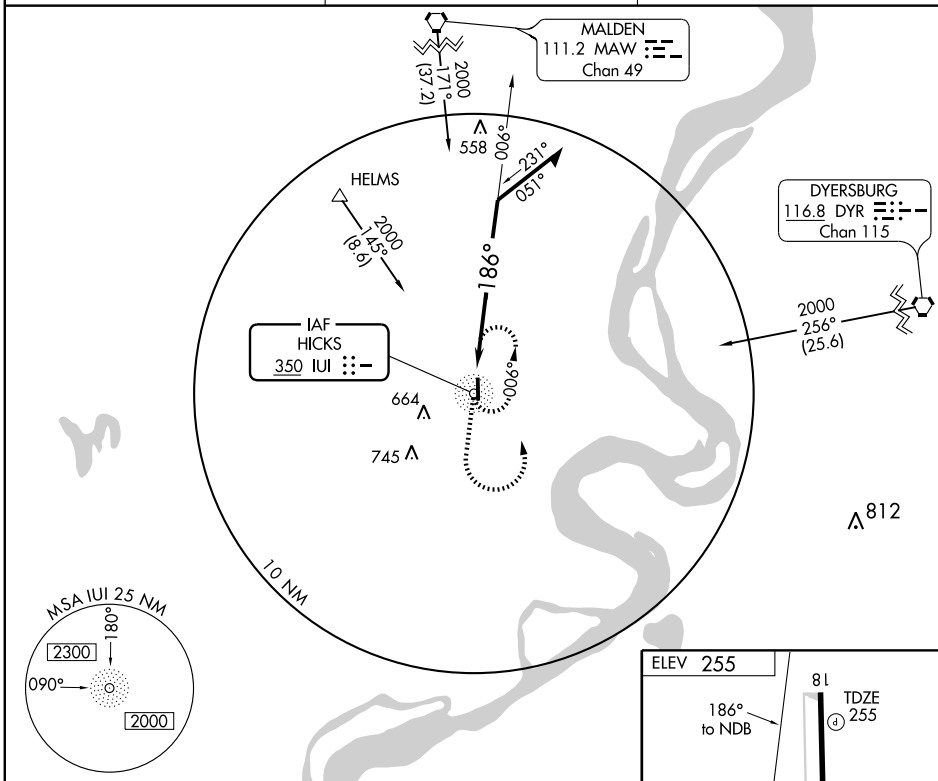 MALDEN
111.2 MAW
Chan 49
2000
171°
(37.2)
558
006°
231°
051°
HELMS
2000
145°
(8.6)
186°
DYERSBURG
116.8 DYR
Chan 115
2000
256°
(25.6)
IAF
HICKS
350 IUI
006°
664
745
812
10 NM
MSA IUI 25 NM
180°
2300
090°
2000
ELEV 255
18
186°
to NDB
TDZE
255
P